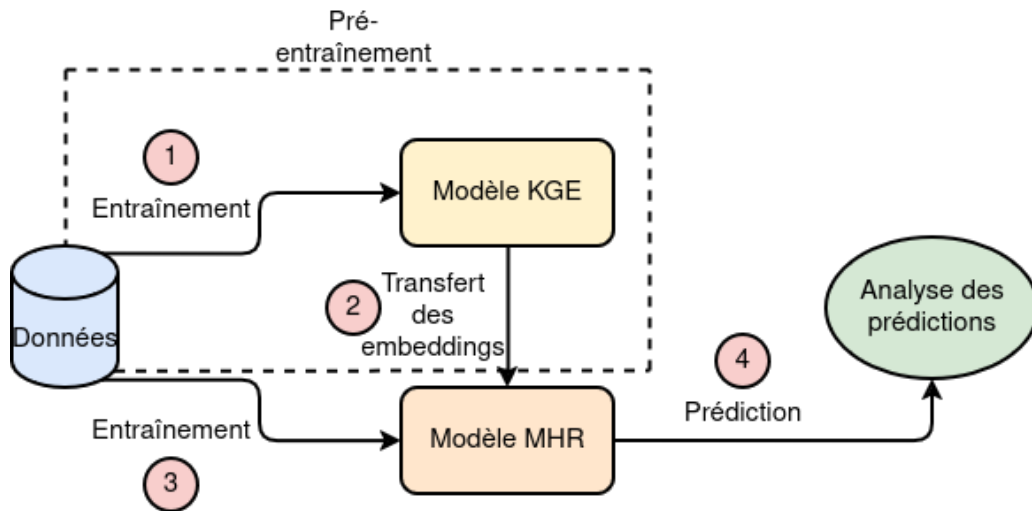 Pré-
entraînement
1
Entraînement
Modèle KGE
Données
2
Transfert
des
embeddings
Analyse des
prédictions
4
Prédiction
Entraînement
3
Modèle MHR